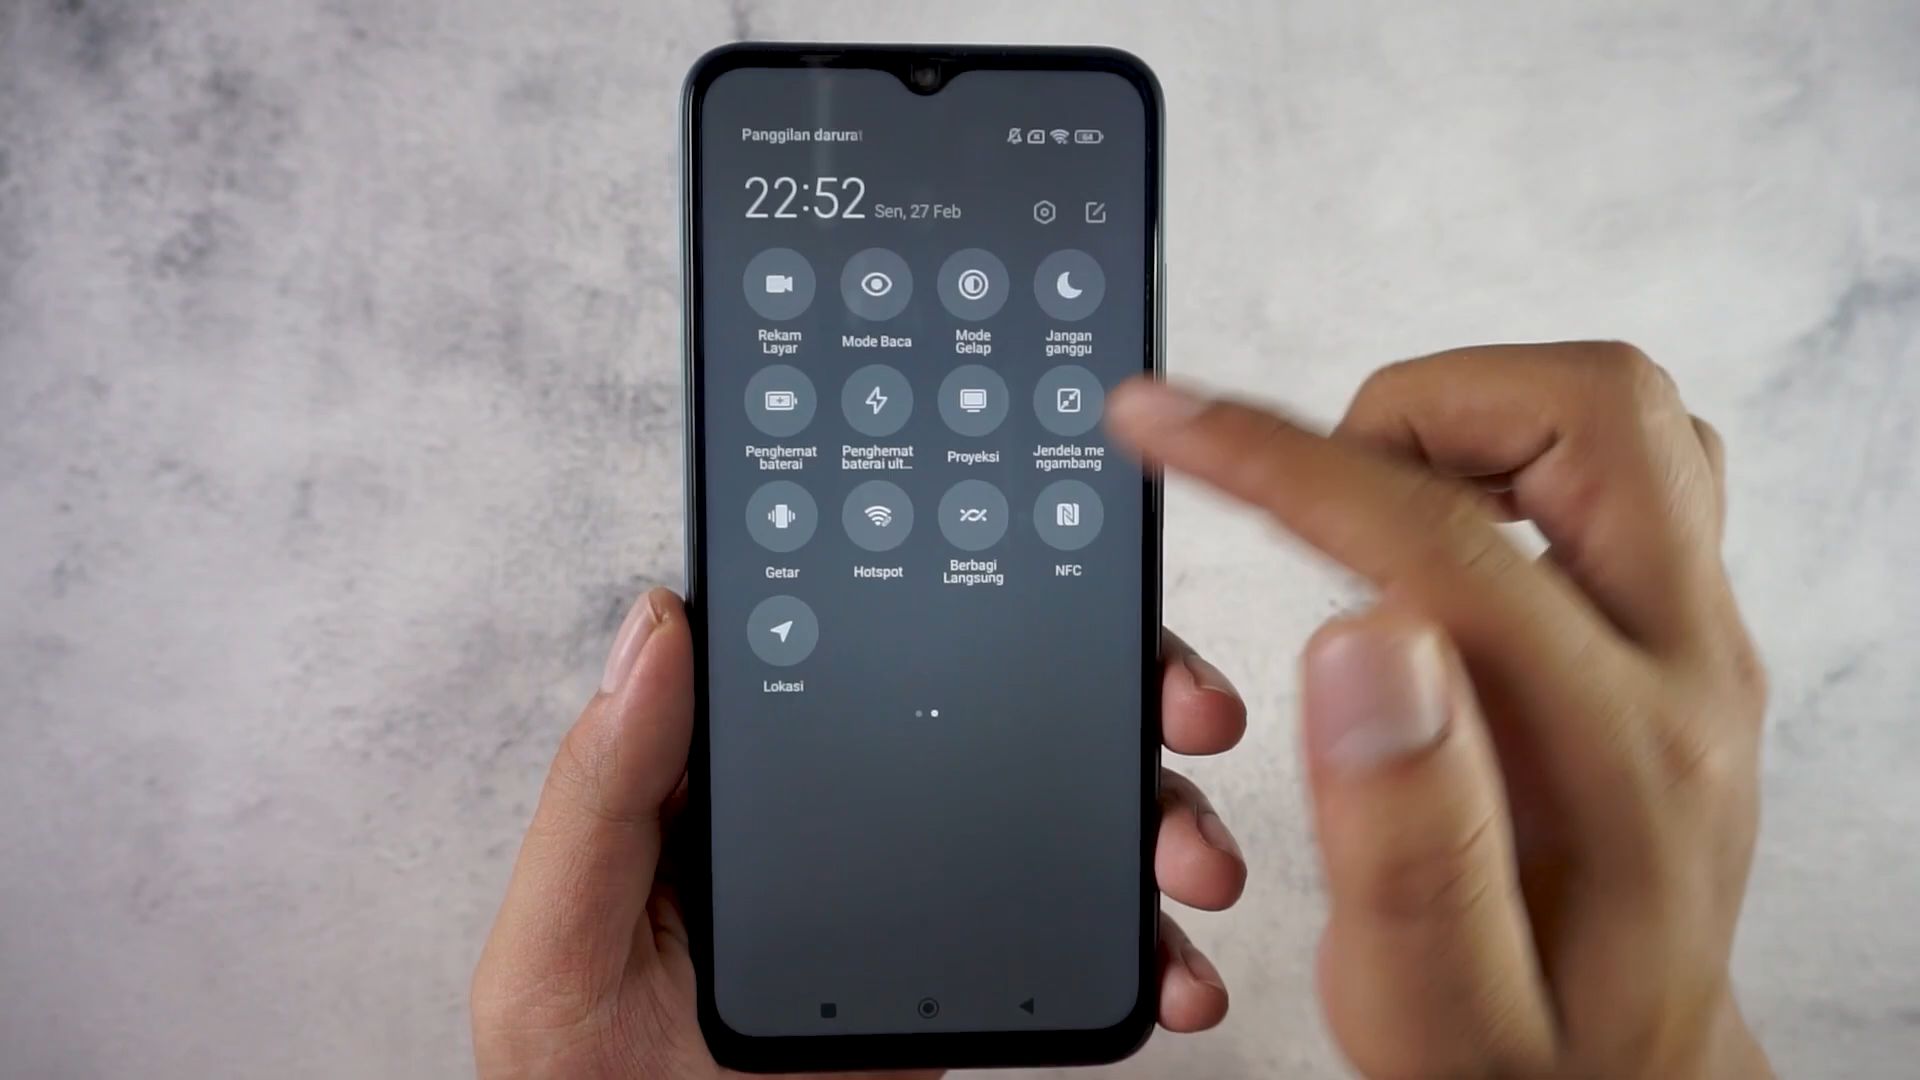 Panggilan darurat
64
22:52 Sen, 27 Feb
Rekam
Layar
Mode Baca
Mode
Gelap
Jangan
ganggu
Penghemat
baterai
Penghemat
baterai ult...
Proyeksi
Jendela me
ngambang
Getar
Hotspot
Berbagi
Langsung
NFC
Lokasi